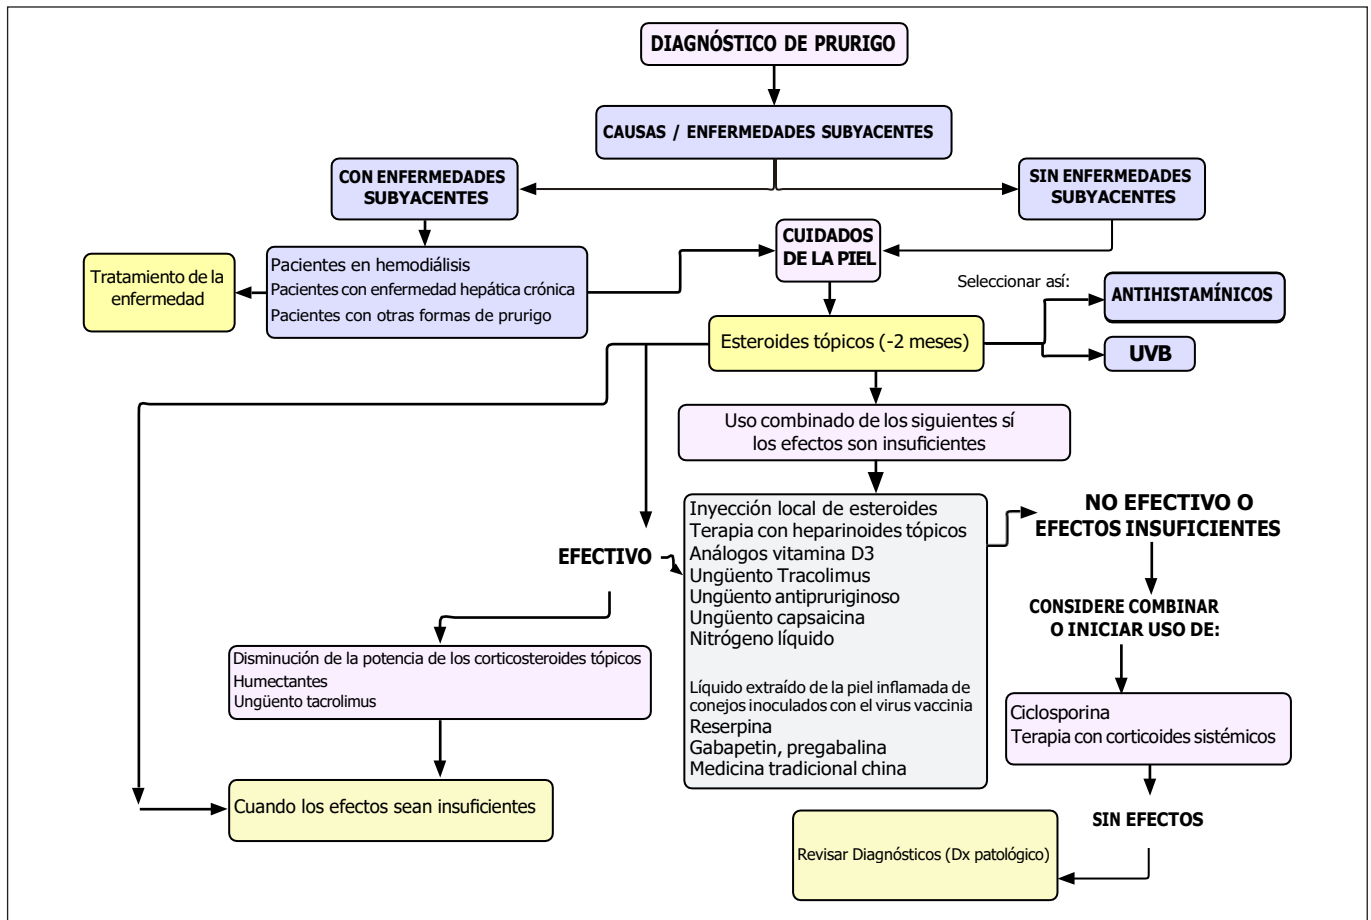 DIAGNÓSTICO DE PRURIGO
CAUSAS / ENFERMEDADES SUBYACENTES
CON ENFERMEDADES
SUBYACENTES
SIN ENFERMEDADES
SUBYACENTES
CUIDADOS
DE LA PIEL
Tratamiento de la
enfermedad
Pacientes en hemodiálisis
Pacientes con enfermedad hepática crónica
Pacientes con otras formas de prurigo
Seleccionar así:
ANTIHISTAMÍNICOS
UVB
Esteroides tópicos (-2 meses)
Uso combinado de los siguientes sí
los efectos son insuficientes
Inyección local de esteroides
Terapia con heparinoides tópicos
Análogos vitamina D3
Ungüento Tracolimus
Ungüento antipruriginoso
Ungüento capsaicina
Nitrógeno líquido
Líquido extraído de la piel inflamada de
conejos inoculados con el virus vaccinia
Reserpina
Gabapetin, pregabalina
Medicina tradicional china
NO EFECTIVO O
EFECTOS INSUFICIENTES
EFECTIVO
CONSIDERE COMBINAR
O INICIAR USO DE:
Disminución de la potencia de los corticosteroides tópicos
Humectantes
Ungüento tacrolimus
Ciclosporina
Terapia con corticoides sistémicos
Cuando los efectos sean insuficientes
SIN EFECTOS
Revisar Diagnósticos (Dx patológico)